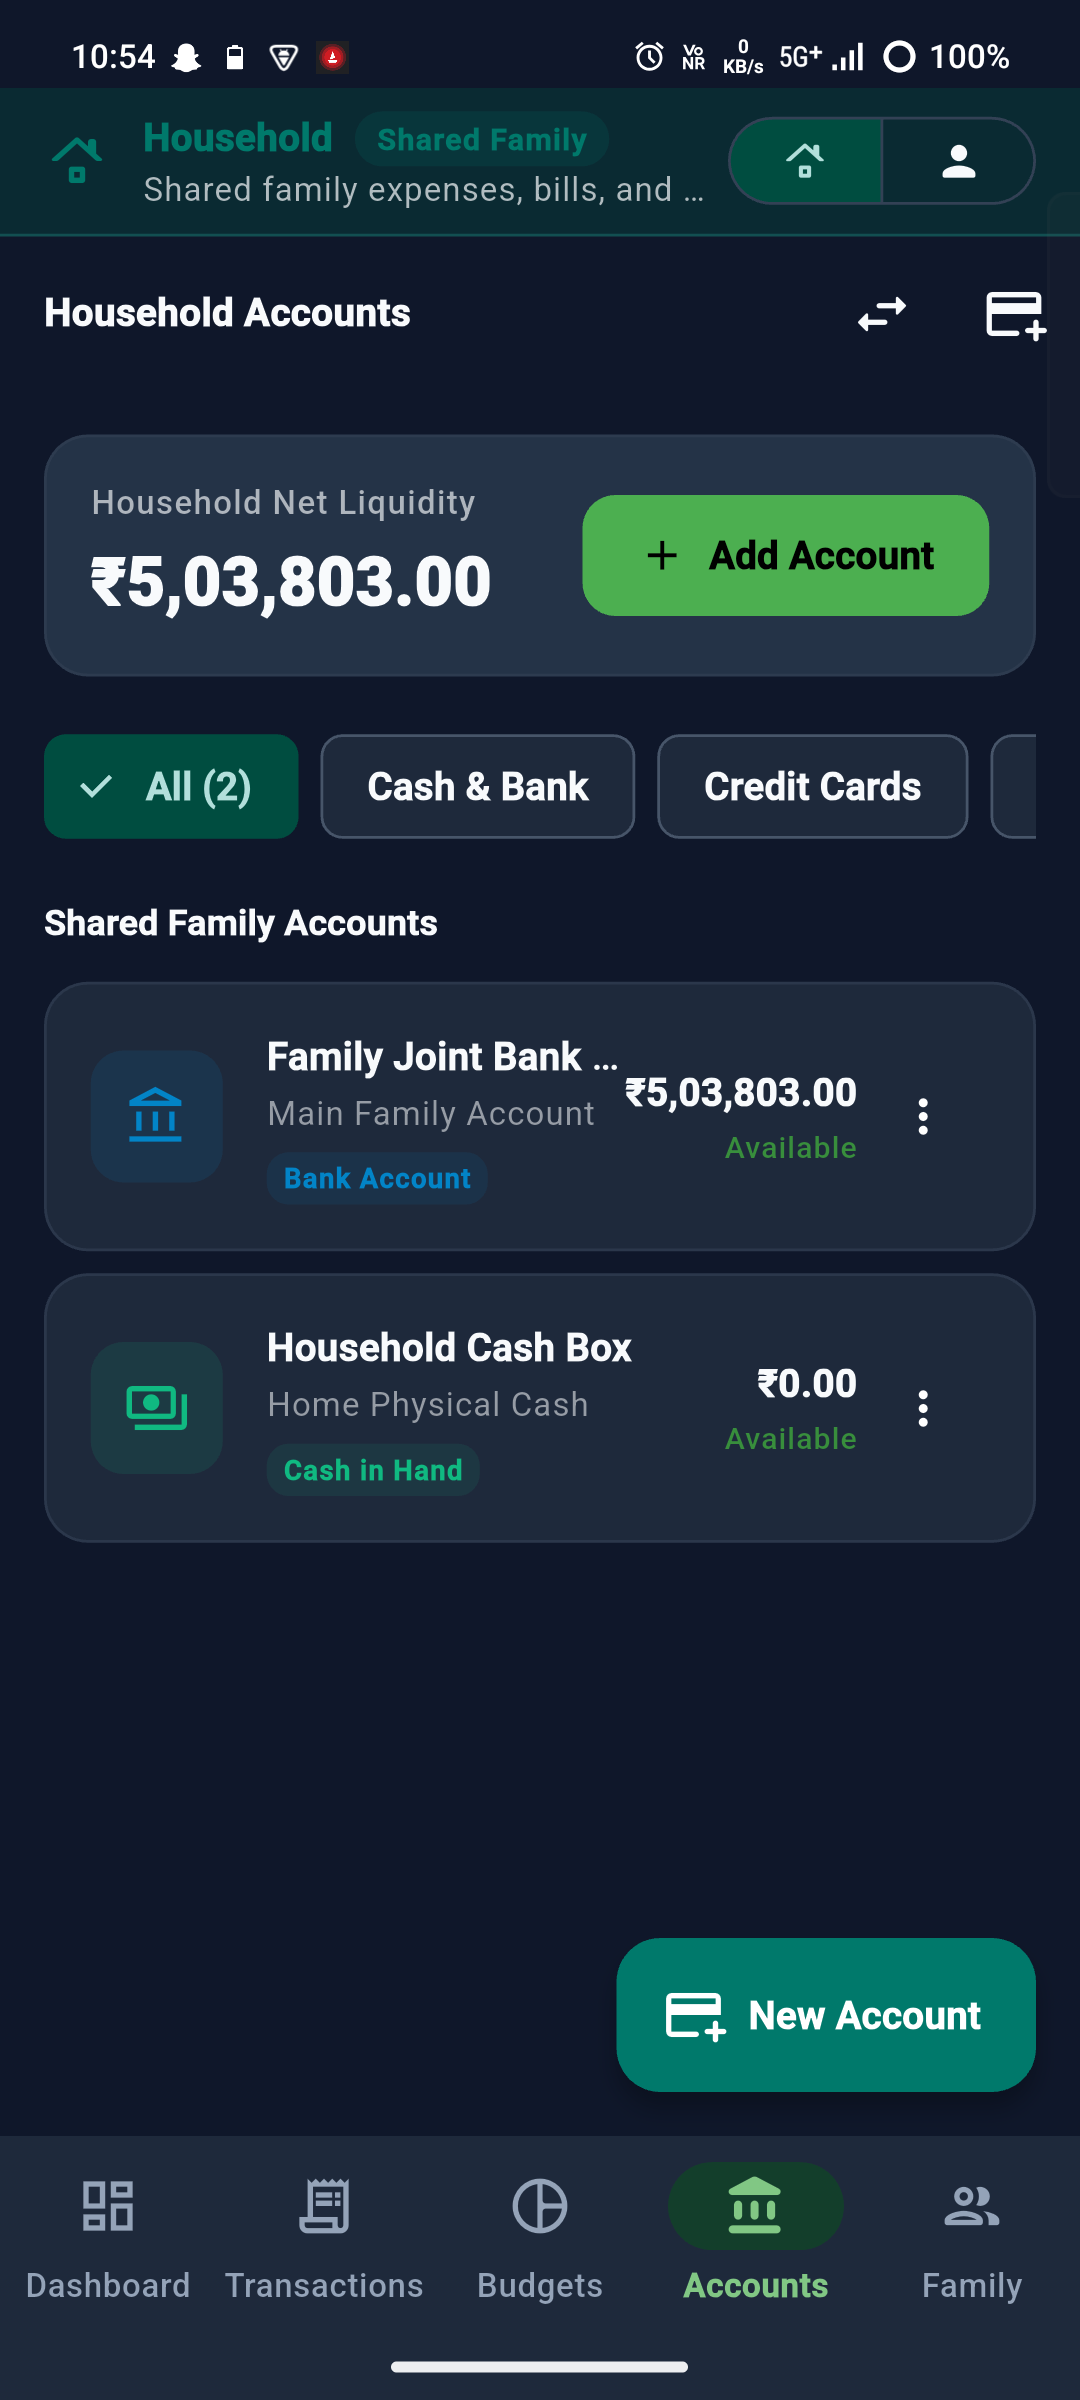 10:54
Vo
NR
0
KB/s
5G+
100%
Household
Shared Family
Shared family expenses, bills, and ...
Household Accounts
Household Net Liquidity
₹5,03,803.00
Add Account
All (2)
Cash & Bank
Credit Cards
Shared Family Accounts
Family Joint Bank ...
Main Family Account
Bank Account
₹5,03,803.00
Available
Household Cash Box
Home Physical Cash
Cash in Hand
₹0.00
Available
New Account
Dashboard
Transactions
Budgets
Accounts
Family